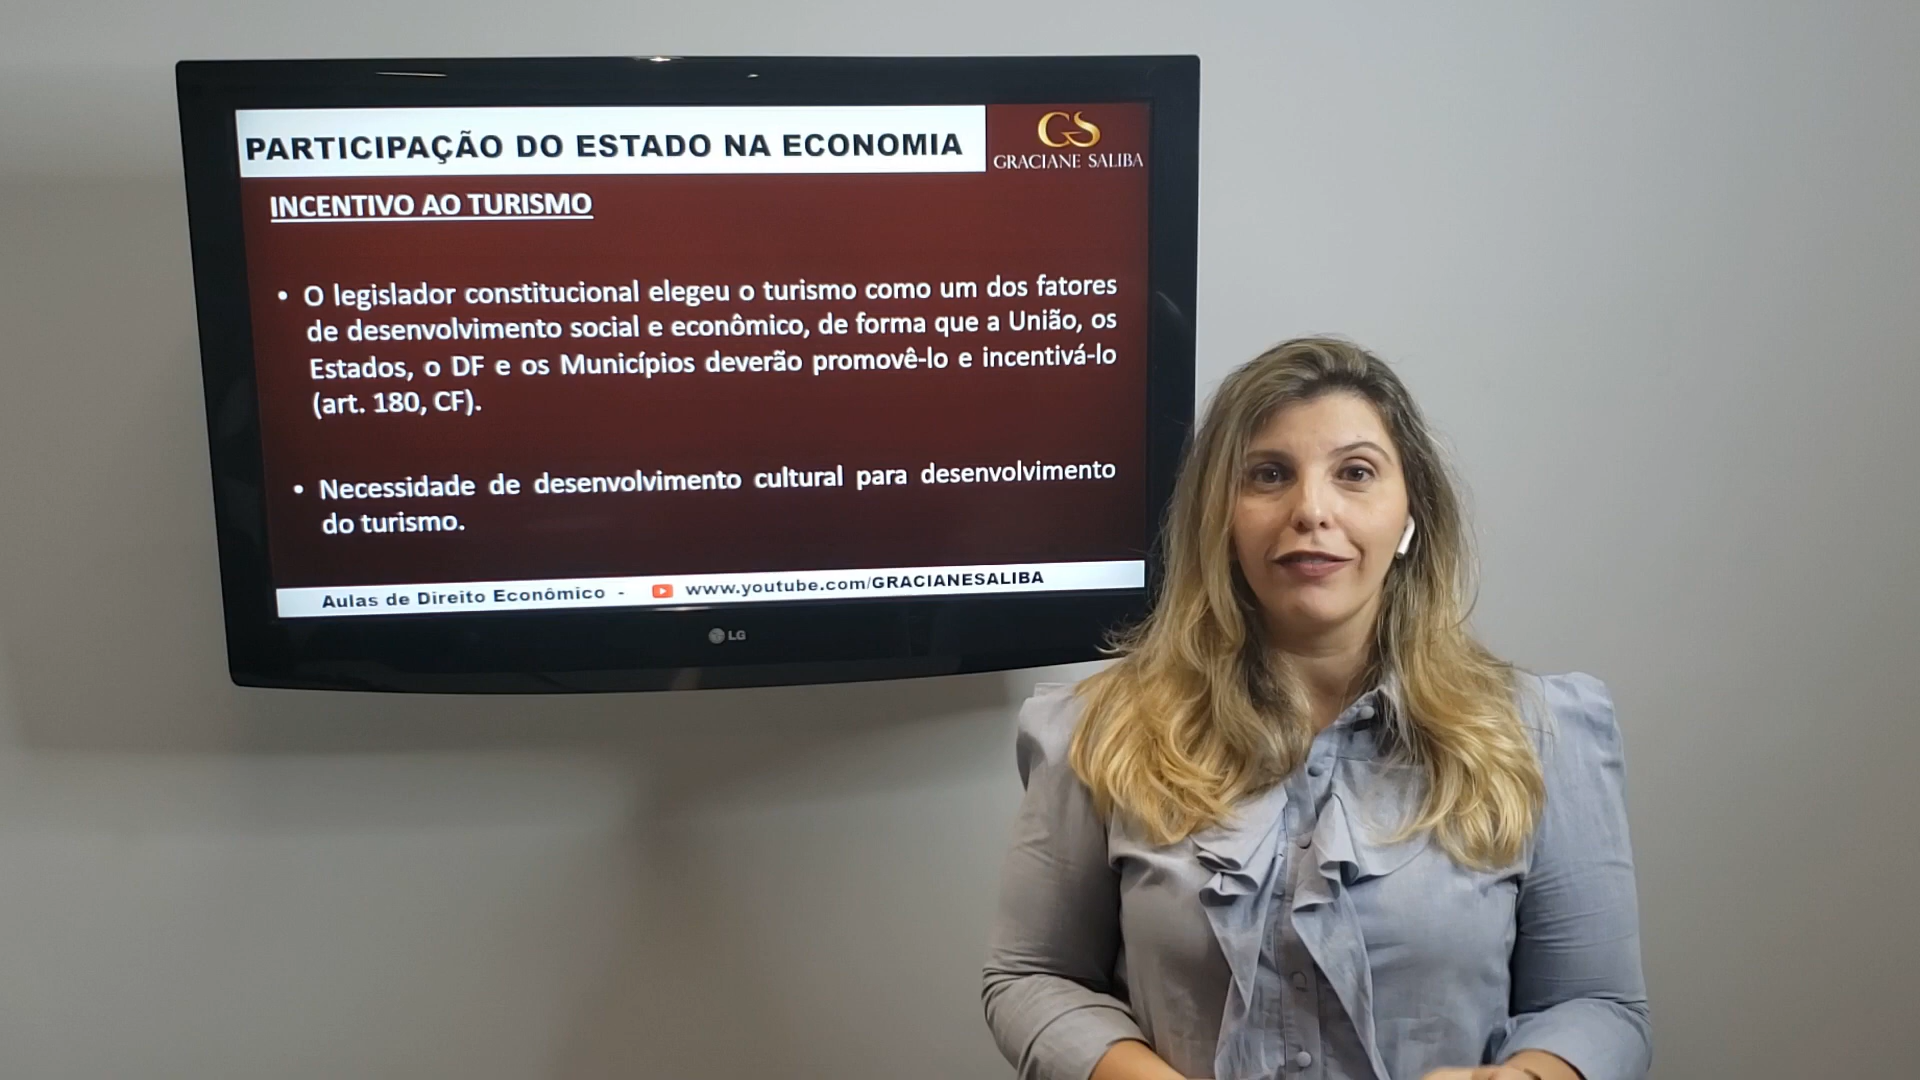 PARTICIPAÇÃO DO ESTADO NA ECONOMIA
GS
GRACIANE SALIBA
INCENTIVO AO TURISMO
• O legislador constitucional elegeu o turismo como um dos fatores
de desenvolvimento social e econômico, de forma que a União, os
Estados, o DF e os Municípios deverão promovê-lo e incentivá-lo
(art. 180, CF).
• Necessidade de desenvolvimento cultural para desenvolvimento
do turismo.
Aulas de Direito Econômico - www.youtube.com/GRACIANESALIBA
LG